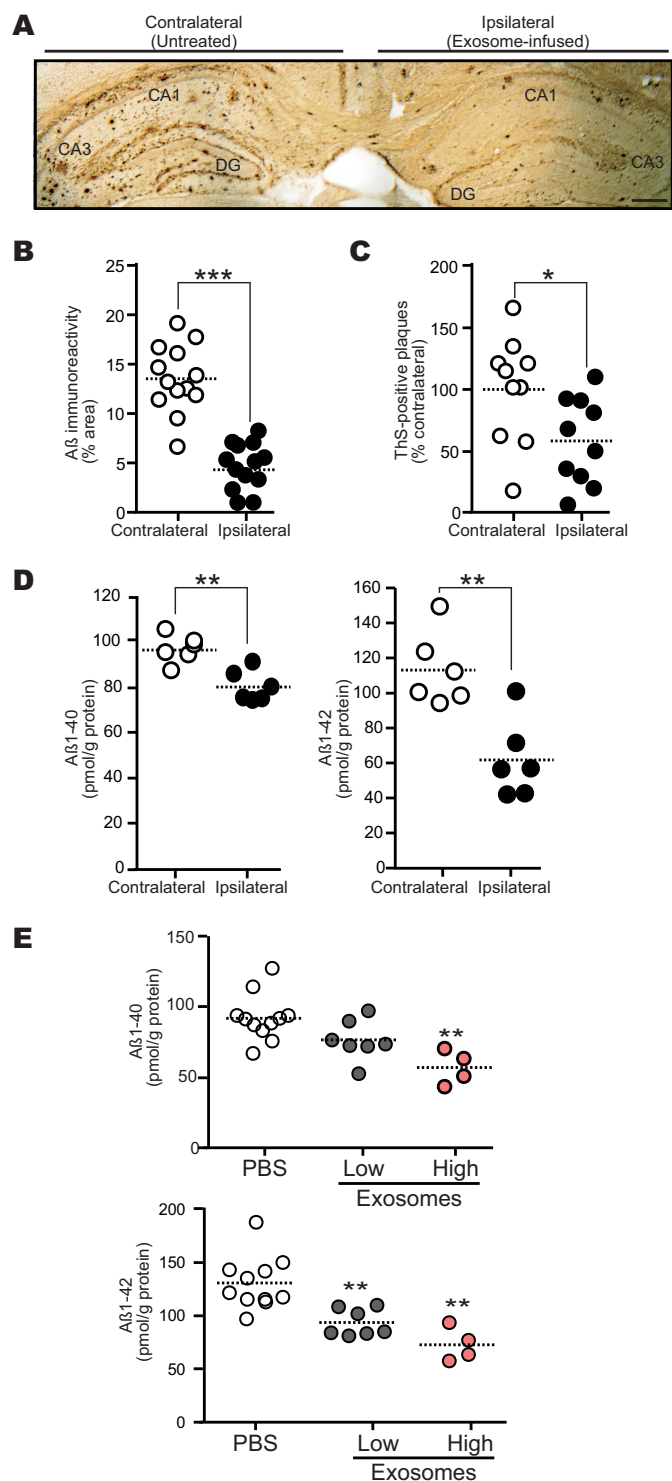 A
Contralateral
(Untreated)
Ipsilateral
(Exosome-infused)
CA1
CA3
DG
CA1
CA3
DG
B
Aß immunoreactivity
(% area)
25
20
15
10
5
0
***
Contralateral
Ipsilateral
C
ThS-positive plaques
(% contralateral)
200
150
100
50
0
*
Contralateral
Ipsilateral
D
Aß1-40
(pmol/g protein)
120
100
80
60
40
20
0
**
Contralateral
Ipsilateral
Aß1-42
(pmol/g protein)
160
140
120
100
80
60
40
20
0
**
Contralateral
Ipsilateral
E
Aß1-40
(pmol/g protein)
150
100
50
0
**
PBS
Low
High
Exosomes
Aß1-42
(pmol/g protein)
200
150
100
50
0
**
**
PBS
Low
High
Exosomes